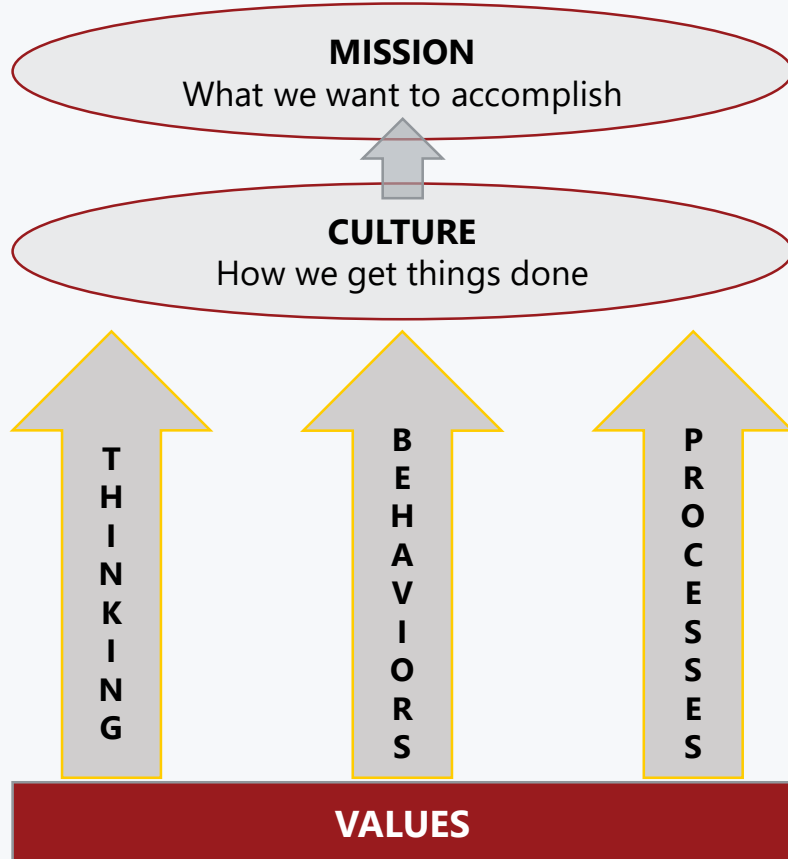 MISSION
What we want to accomplish
CULTURE
How we get things done
THINKING
BEHAVIORS
PROCESSES
VALUES